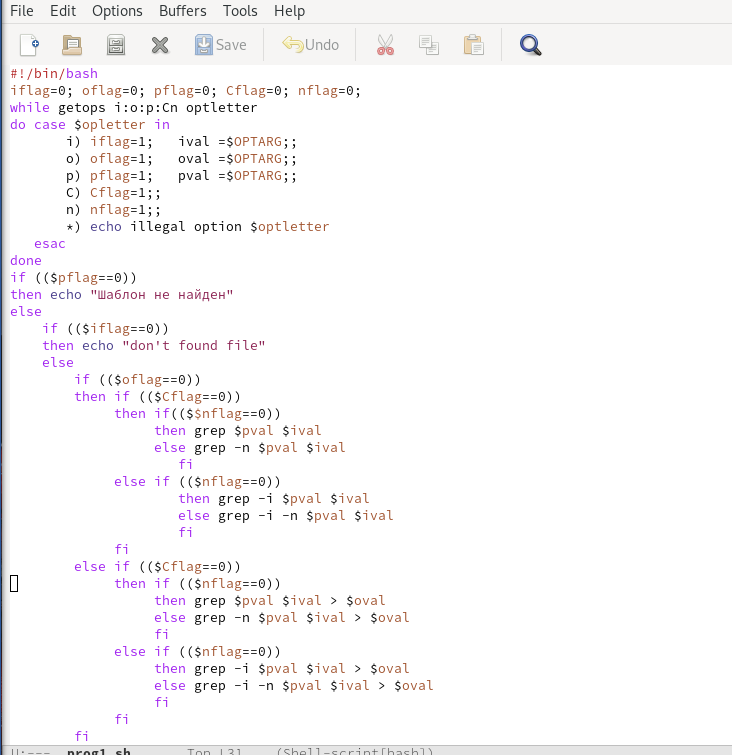 File Edit Options Buffers Tools Help
Save Undo
#!/bin/bash
iflag=0; oflag=0; pflag=0; Cflag=0; nflag=0;
while getops i:o:p:Cn optletter
do case $opletter in
       i) iflag=1;   ival =$OPTARG;;
       o) oflag=1;   oval =$OPTARG;;
       p) pflag=1;   pval =$OPTARG;;
       C) Cflag=1;;
       n) nflag=1;;
       *) echo illegal option $optletter
   esac
done
if (($pflag==0))
then echo "Шаблон не найден"
else
    if (($iflag==0))
    then echo "don't found file"
    else
        if (($oflag==0))
        then if (($Cflag==0))
             then if(($$nflag==0))
                  then grep $pval $ival
                  else grep -n $pval $ival
                     fi
             else if (($nflag==0))
                     then grep -i $pval $ival
                     else grep -i -n $pval $ival
                     fi
             fi
        else if (($Cflag==0))
             then if (($nflag==0))
                  then grep $pval $ival > $oval
                  else grep -n $pval $ival > $oval
                  fi
             else if (($nflag==0))
                  then grep -i $pval $ival > $oval
                  else grep -i -n $pval $ival > $oval
                  fi
             fi
        fi
U:--- prog1.sh Top L31 (Shell-script[bash])